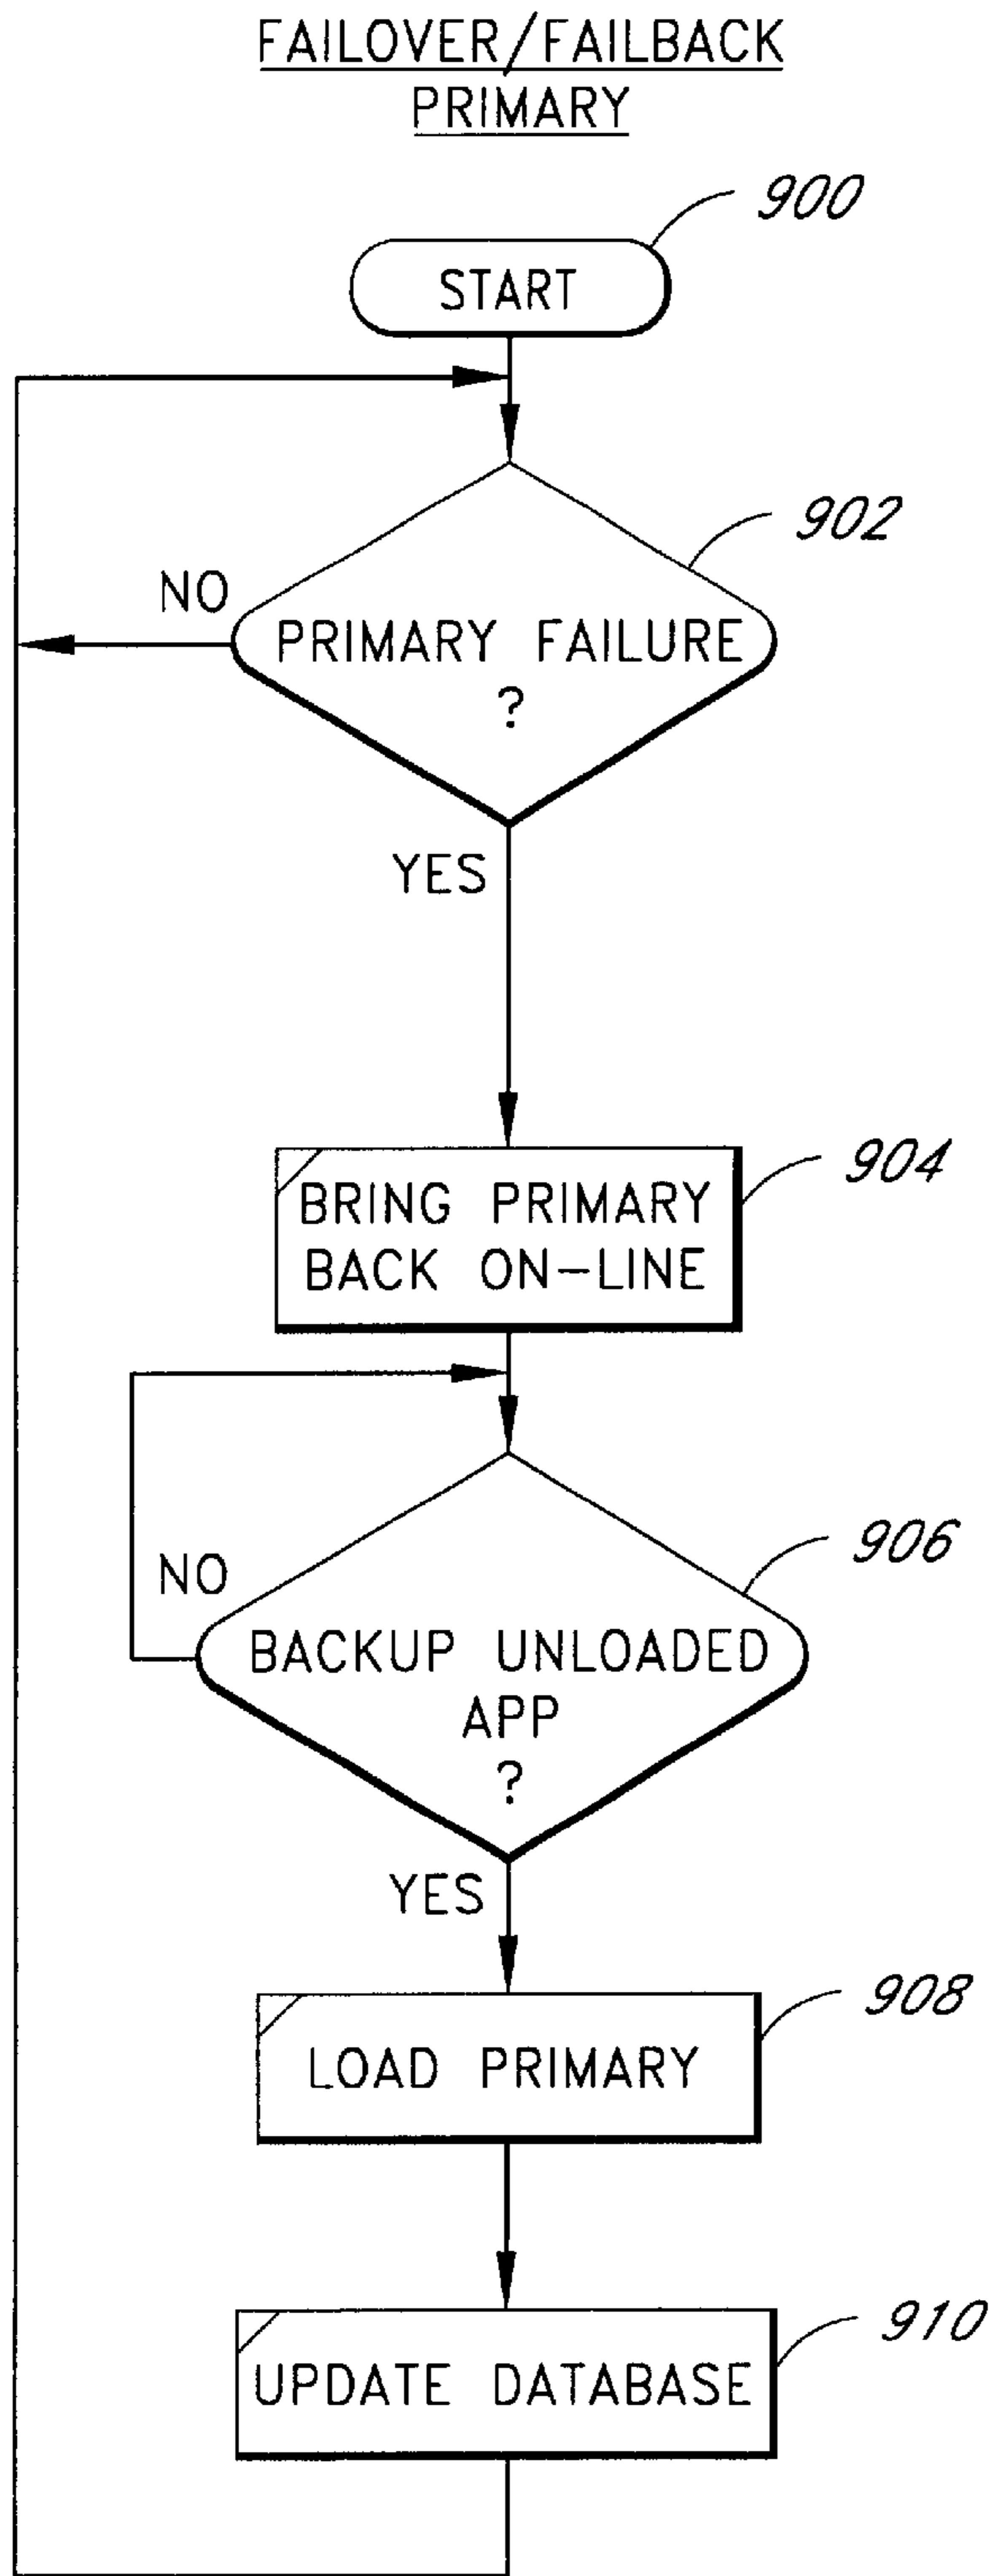 FAILOVER/FAILBACK
PRIMARY
900
START
902
NO
PRIMARY FAILURE
?
YES
904
BRING PRIMARY
BACK ON-LINE
906
NO
BACKUP UNLOADED
APP
?
YES
908
LOAD PRIMARY
910
UPDATE DATABASE